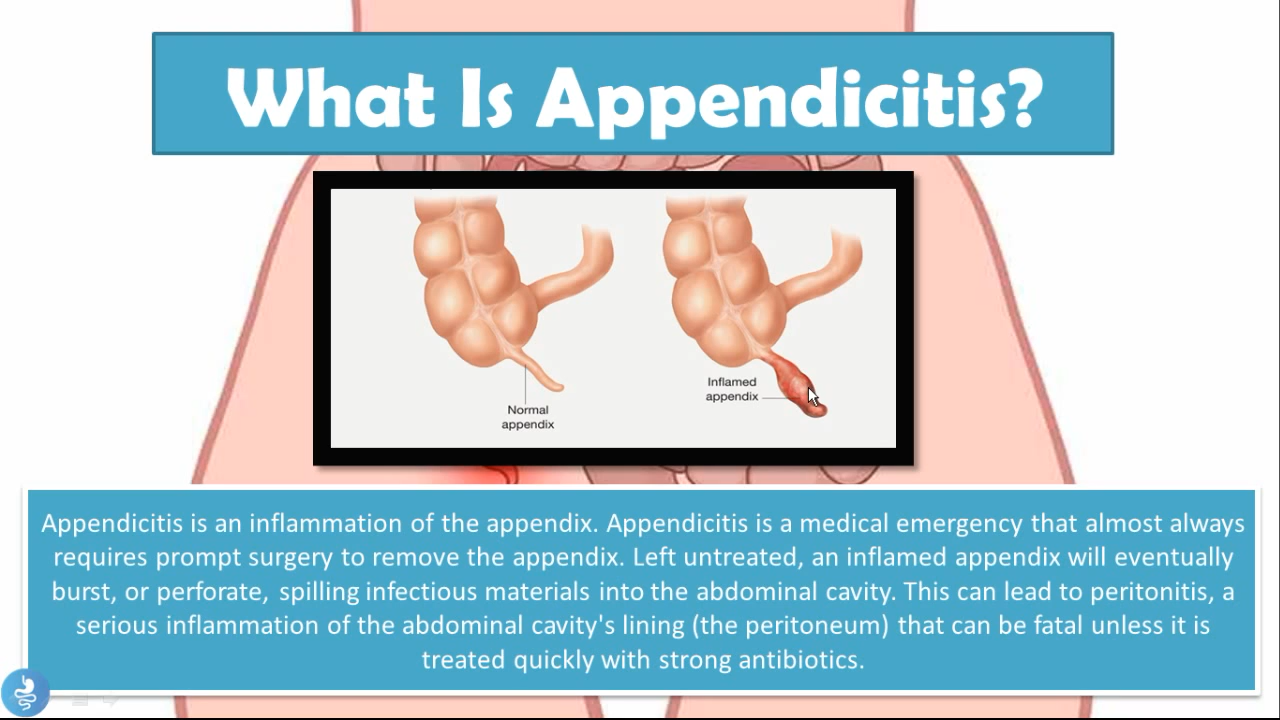 What Is Appendicitis?
Normal
appendix
Inflamed
appendix
Appendicitis is an inflammation of the appendix. Appendicitis is a medical emergency that almost always
requires prompt surgery to remove the appendix. Left untreated, an inflamed appendix will eventually
burst, or perforate, spilling infectious materials into the abdominal cavity. This can lead to peritonitis, a
serious inflammation of the abdominal cavity's lining (the peritoneum) that can be fatal unless it is
treated quickly with strong antibiotics.